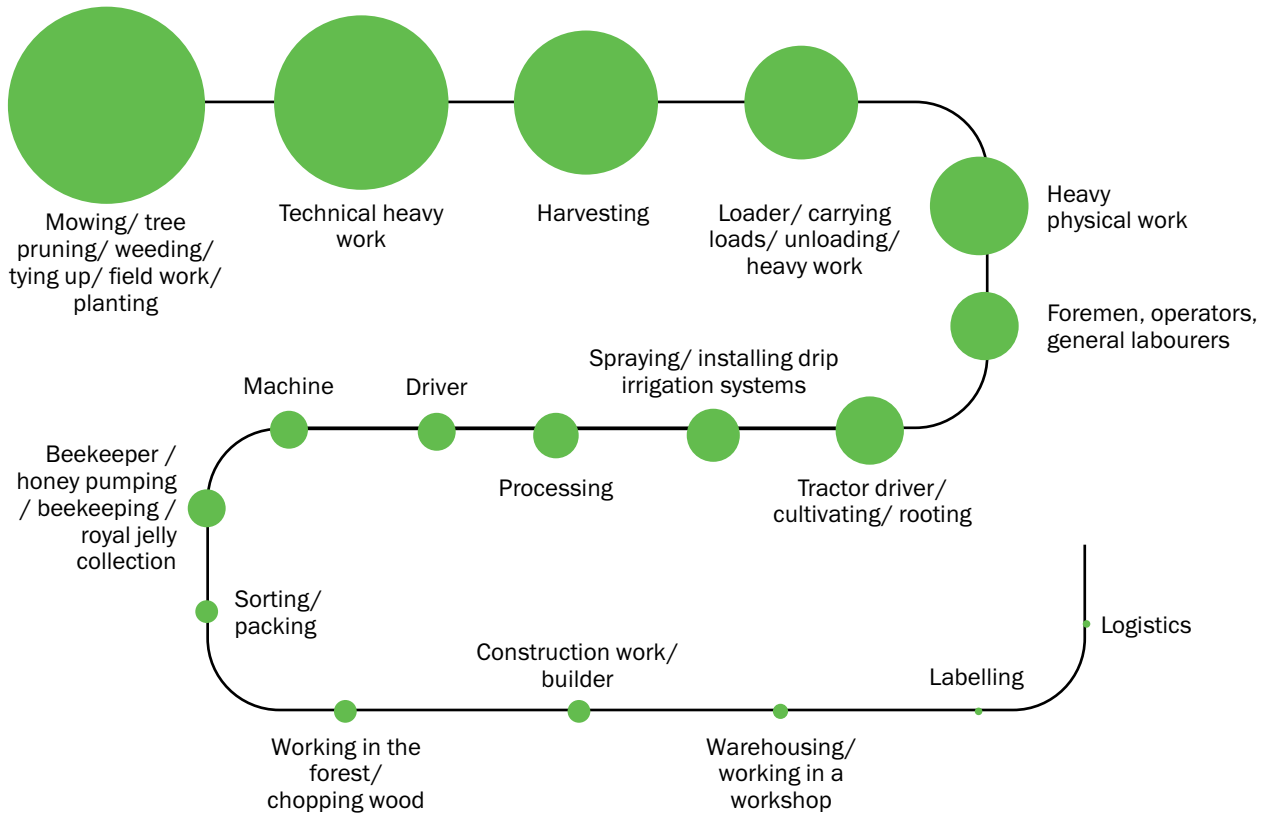 Mowing/ tree
pruning/ weeding/
tying up/ field work/
planting
Technical heavy
work
Harvesting
Loader/ carrying
loads/ unloading/
heavy work
Heavy
physical work
Foremen, operators,
general labourers
Tractor driver/
cultivating/ rooting
Spraying/ installing drip
irrigation systems
Processing
Driver
Machine
Beekeeper /
honey pumping
/ beekeeping /
royal jelly
collection
Sorting/
packing
Working in the
forest/
chopping wood
Construction work/
builder
Warehousing/
working in a
workshop
Labelling
Logistics